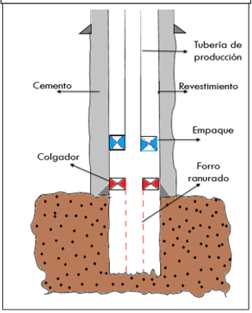 Tubería de
producción
Cemento
Revestimiento
Empaque
Colgador
Forro
ranurado